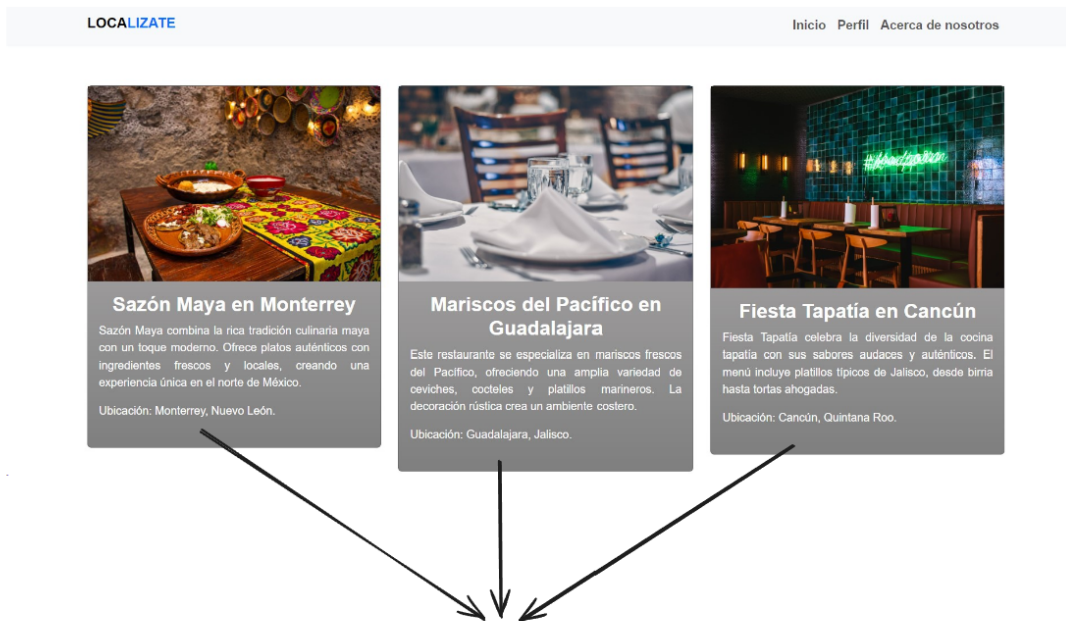 LOCALIZATE
Inicio Perfil Acerca de nosotros
Sazón Maya en Monterrey
Sazón Maya combina la rica tradición culinaria maya
con un toque moderno. Ofrece platos auténticos con
ingredientes frescos y locales, creando una
experiencia única en el norte de México.
Ubicación: Monterrey, Nuevo León.
Mariscos del Pacífico en
Guadalajara
Este restaurante se especializa en mariscos frescos
del Pacífico, ofreciendo una amplia variedad de
ceviches, cocteles y platillos marineros. La
decoración rústica crea un ambiente costero.
Ubicación: Guadalajara, Jalisco.
Fiesta Tapatía en Cancún
Fiesta Tapatía celebra la diversidad de la cocina
tapatía con sus sabores audaces y auténticos. El
menú incluye platillos típicos de Jalisco, desde birria
hasta tortas ahogadas.
Ubicación: Cancún, Quintana Roo.